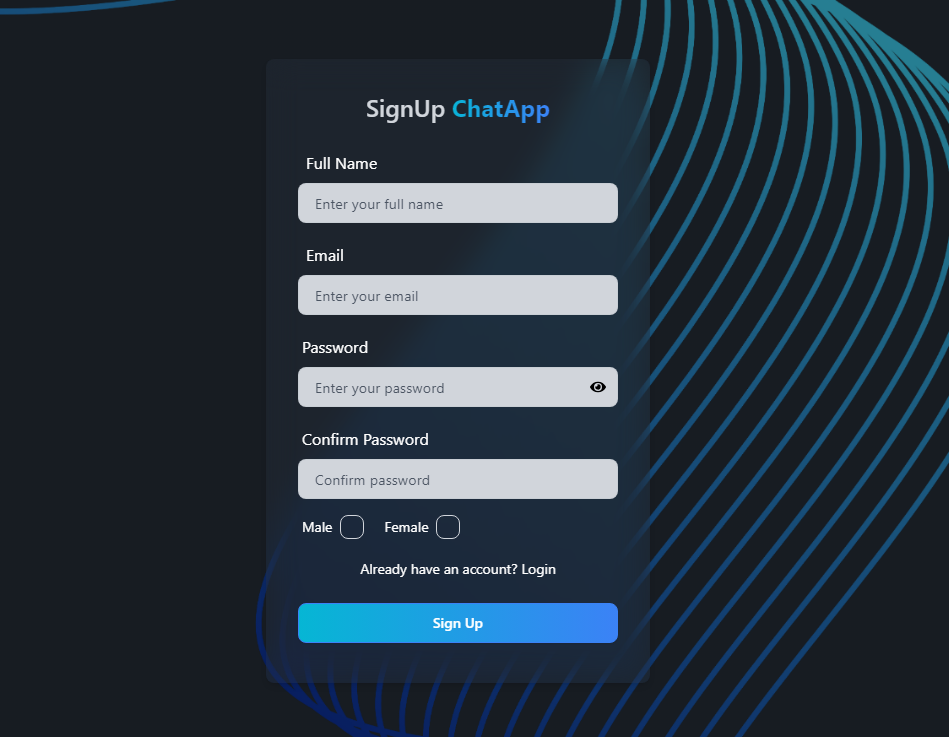 SignUp ChatApp
Full Name
Enter your full name
Email
Enter your email
Password
Enter your password
Confirm Password
Confirm password
Male Female
Already have an account? Login
Sign Up